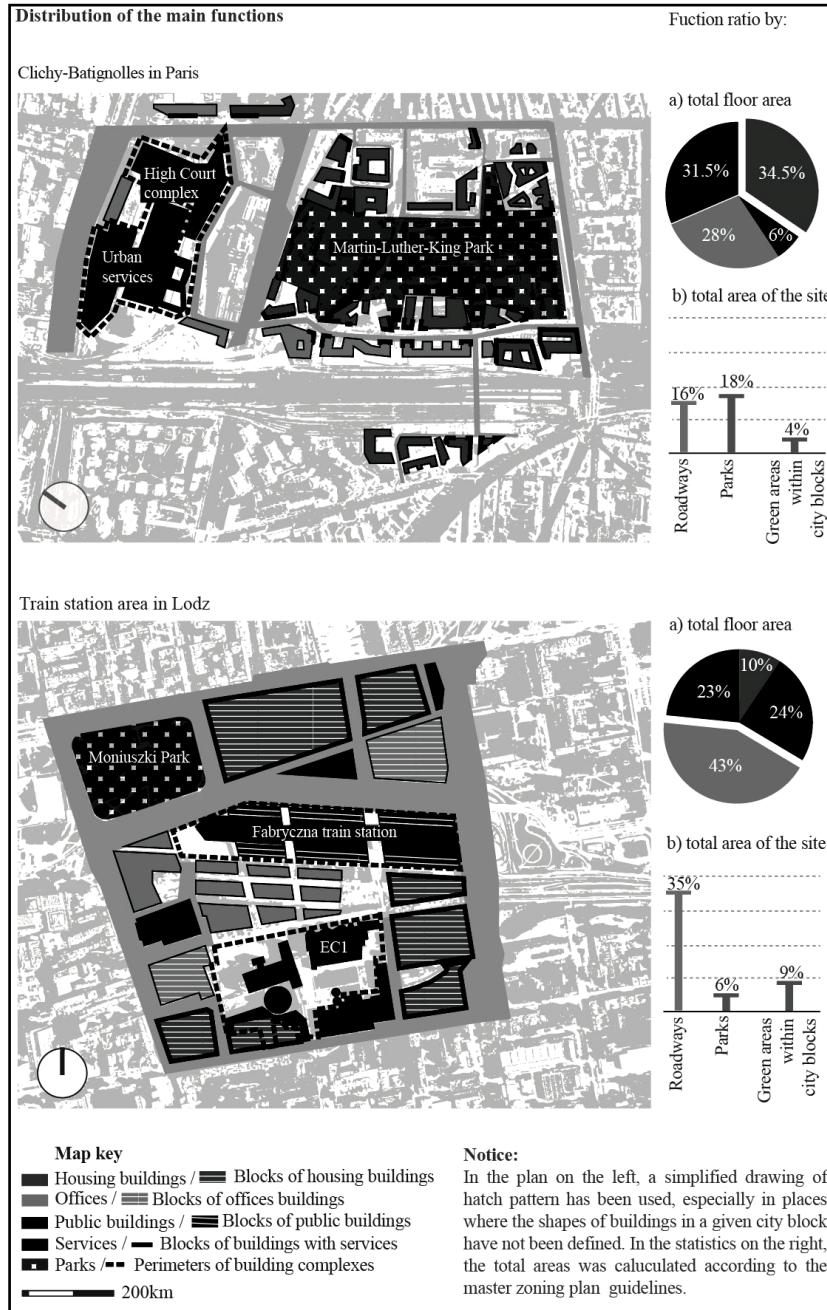 Distribution of the main functions
Fuction ratio by:
Clichy-Batignolles in Paris
a) total floor area
High Court
complex
Urban
services
Martin-Luther-King Park
31.5%
34.5%
28%
6%
b) total area of the site
16%
18%
4%
Roadways
Parks
Green areas
within
city blocks
Train station area in Lodz
a) total floor area
Moniuszki Park
Fabryczna train station
EC1
10%
23%
24%
43%
b) total area of the site
35%
6%
9%
Roadways
Parks
Green areas
within
city blocks
Map key
Housing buildings / Blocks of housing buildings
Offices / Blocks of offices buildings
Public buildings / Blocks of public buildings
Services / Blocks of buildings with services
Parks / Perimeters of building complexes
200km
Notice:
In the plan on the left, a simplified drawing of
hatch pattern has been used, especially in places
where the shapes of buildings in a given city block
have not been defined. In the statistics on the right,
the total areas was caluculated according to the
master zoning plan guidelines.